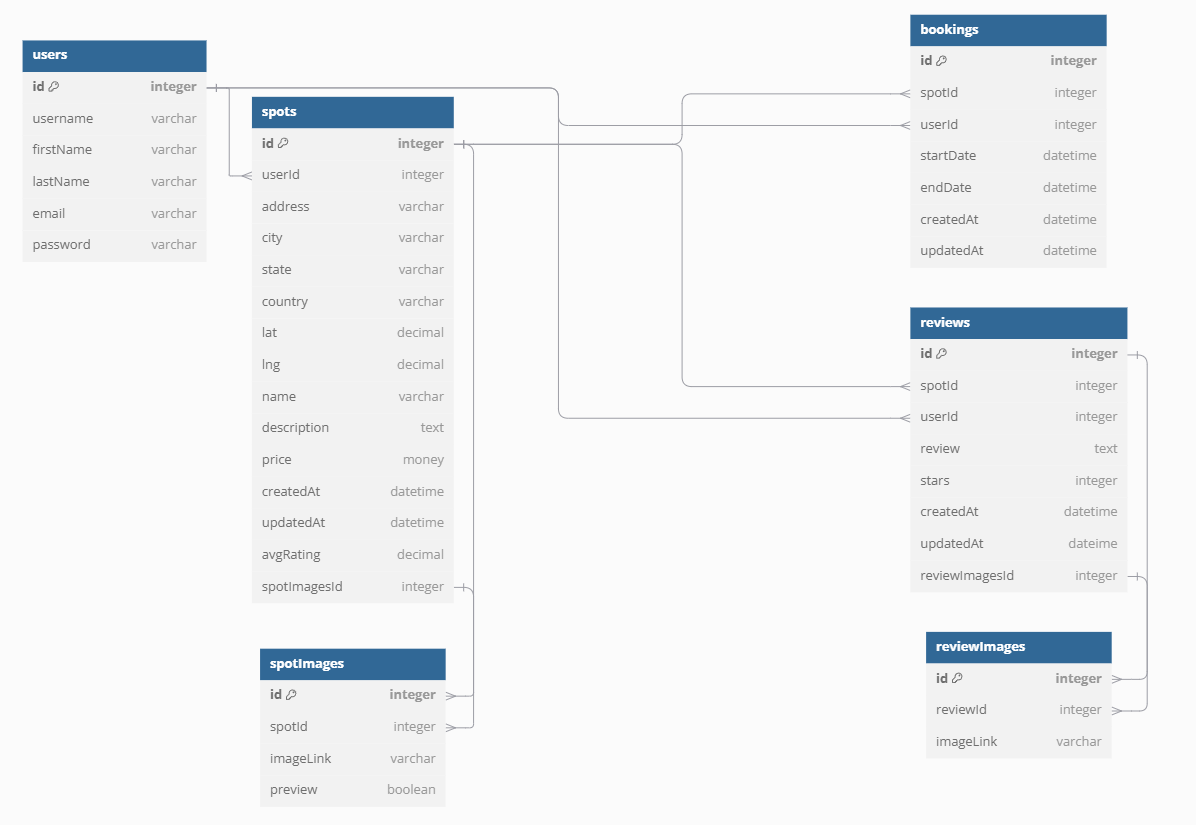 users
id integer
username varchar
firstName varchar
lastName varchar
email varchar
password varchar
spots
id integer
userId integer
address varchar
city varchar
state varchar
country varchar
lat decimal
lng decimal
name varchar
description text
price money
createdAt datetime
updatedAt datetime
avgRating decimal
spotImagesId integer
spotImages
id integer
spotId integer
imageLink varchar
preview boolean
bookings
id integer
spotId integer
userId integer
startDate datetime
endDate datetime
createdAt datetime
updatedAt datetime
reviews
id integer
spotId integer
userId integer
review text
stars integer
createdAt datetime
updatedAt dateime
reviewImagesId integer
reviewImages
id integer
reviewId integer
imageLink varchar